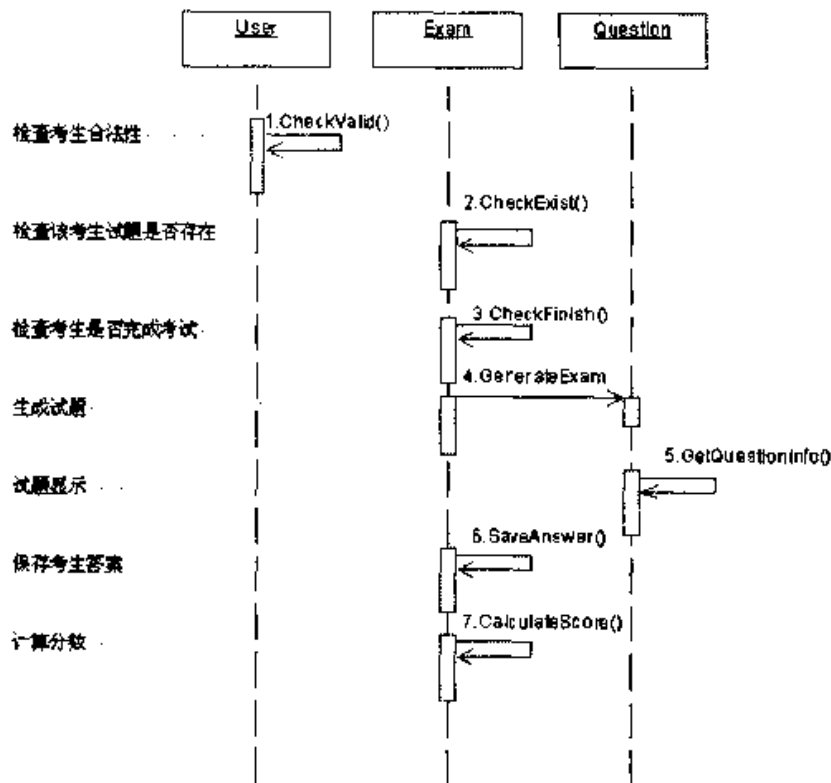 User
Exam
Question
检查考生合法性
1.CheckValid()
2.CheckExist()
检查该考生试题是否存在
3.CheckFinish()
检查考生是否完成考试
4.GenerateExam
生成试题
5.GetQuestionInfo()
试题显示
6.SaveAnswer()
保存考生答案
7.CalculateScore()
计算分数